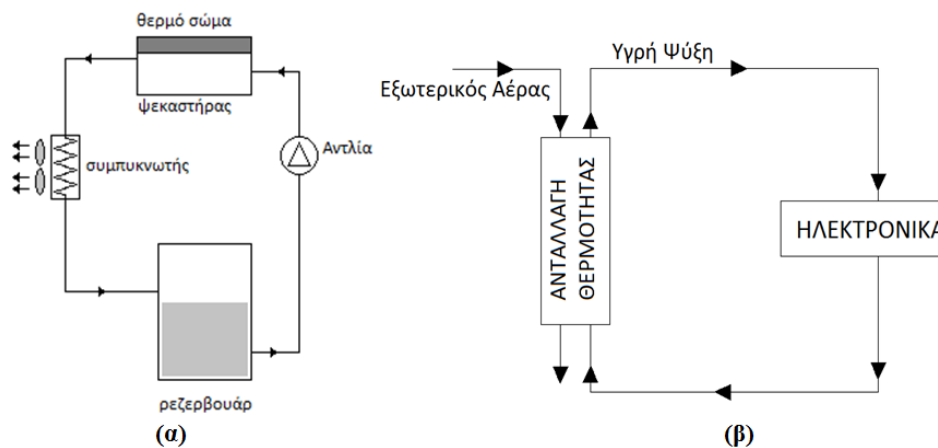 θερμό σώμα
ψεκαστήρας
Αντλία
συμπυκνωτής
ρεζερβουάρ
(α)
Υγρή Ψύξη
Εξωτερικός Αέρας
ΑΝΤΑΛΛΑΓΗ
ΘΕΡΜΟΤΗΤΑΣ
ΗΛΕΚΤΡΟΝΙΚΑ
(β)